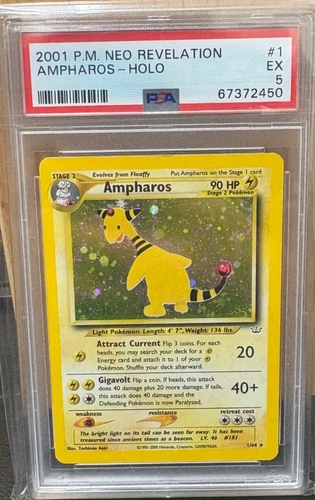 2001 P.M. NEO REVELATION #1
AMPHAROS - HOLO EX
5
PSA 67372450
STAGE 2 Evolves from Flaaffy Put Ampharos on the Stage 1 card
Ampharos 90 HP
Stage 2 Pokémon
Light Pokémon. Length: 4' 7", Weight: 136 lbs.
Attract Current Flip 3 coins. For each
heads, you may search your deck for a
Energy card and attach it to 1 of your
Pokémon. Shuffle your deck afterward.
20
Gigavolt Flip a coin. If heads, this attack
does 40 damage plus 20 more damage. If tails,
this attack does 40 damage and the
Defending Pokémon is now Paralyzed.
40+
weakness resistance retreat cost
The bright light on its tail can be seen far away. It has been
treasured since ancient times as a beacon. LV. 46 #181
1/64